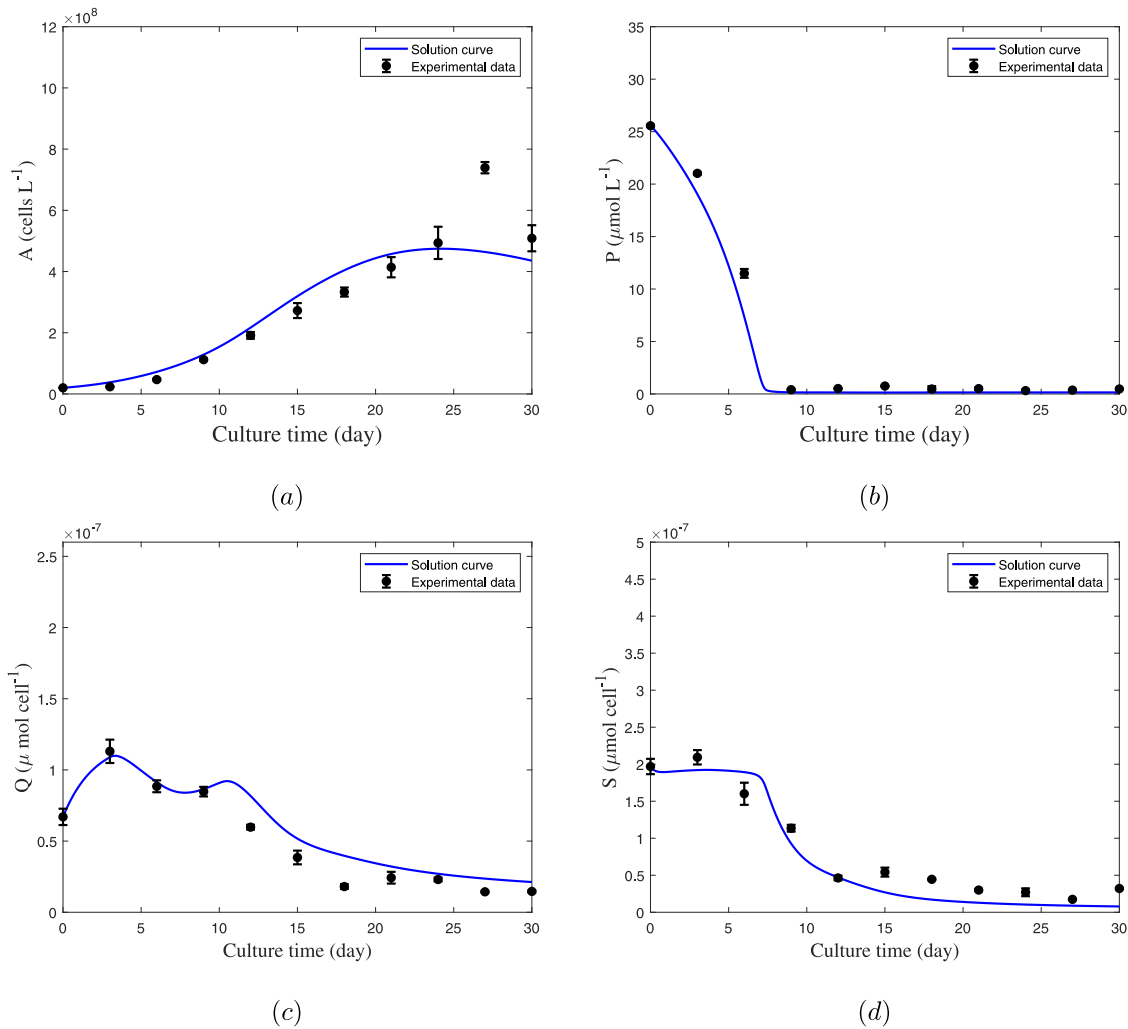 ×10⁸
12
10
8
6
4
2
0
A (cells L⁻¹)
0 5 10 15 20 25 30
Culture time (day)
Solution curve
Experimental data
(a)
35
30
25
20
15
10
5
0
P (μmol L⁻¹)
0 5 10 15 20 25 30
Culture time (day)
Solution curve
Experimental data
(b)
×10⁻⁷
2.5
2
1.5
1
0.5
0
Q (μ mol cell⁻¹)
0 5 10 15 20 25 30
Culture time (day)
Solution curve
Experimental data
(c)
×10⁻⁷
5
4.5
4
3.5
3
2.5
2
1.5
1
0.5
0
S (μmol cell⁻¹)
0 5 10 15 20 25 30
Culture time (day)
Solution curve
Experimental data
(d)